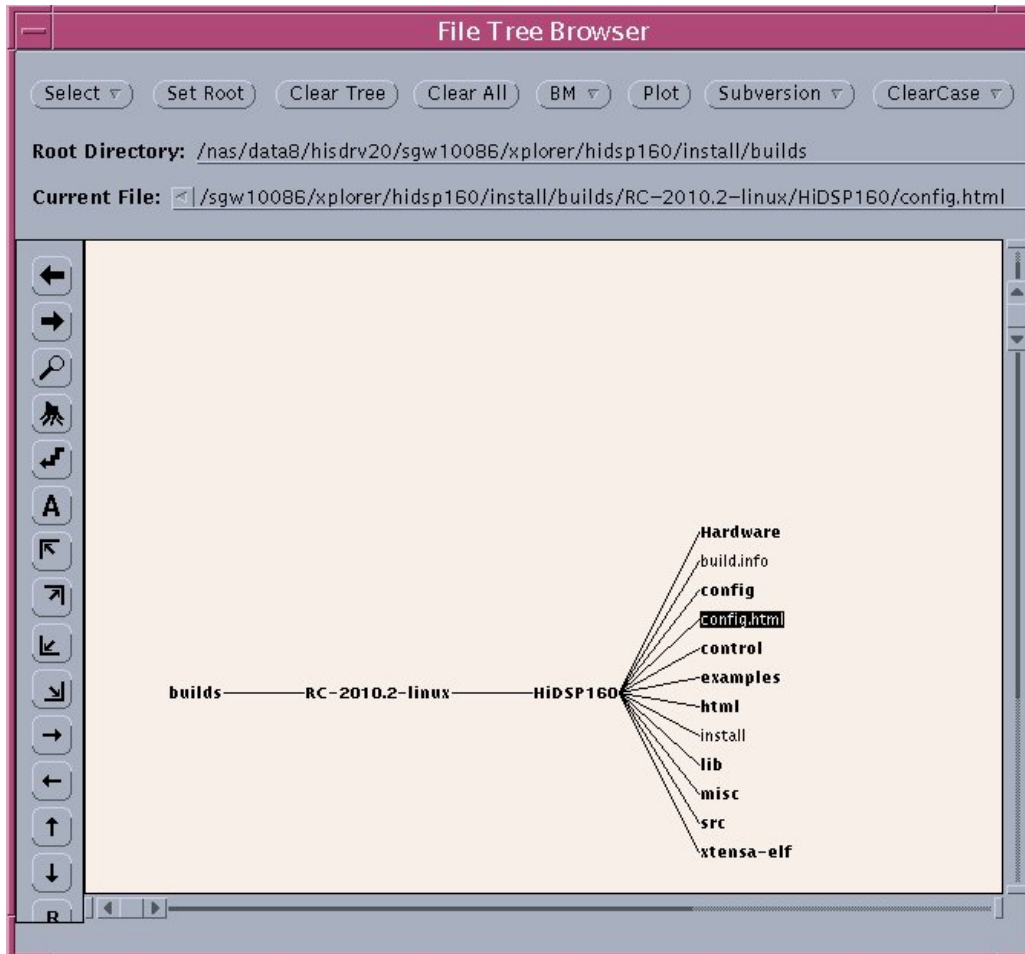 File Tree Browser
Select Set Root Clear Tree Clear All BM Plot Subversion ClearCase
Root Directory: /nas/data8/hisdrv20/sgw10086/xplorer/hidsp160/install/builds
Current File: /sgw10086/xplorer/hidsp160/install/builds/RC-2010.2-linux/HiDSP160/config.html
A
Hardware
build.info
config
config.html
control
examples
builds RC-2010.2-linux HiDSP160
html
install
lib
misc
src
xtensa-elf
R